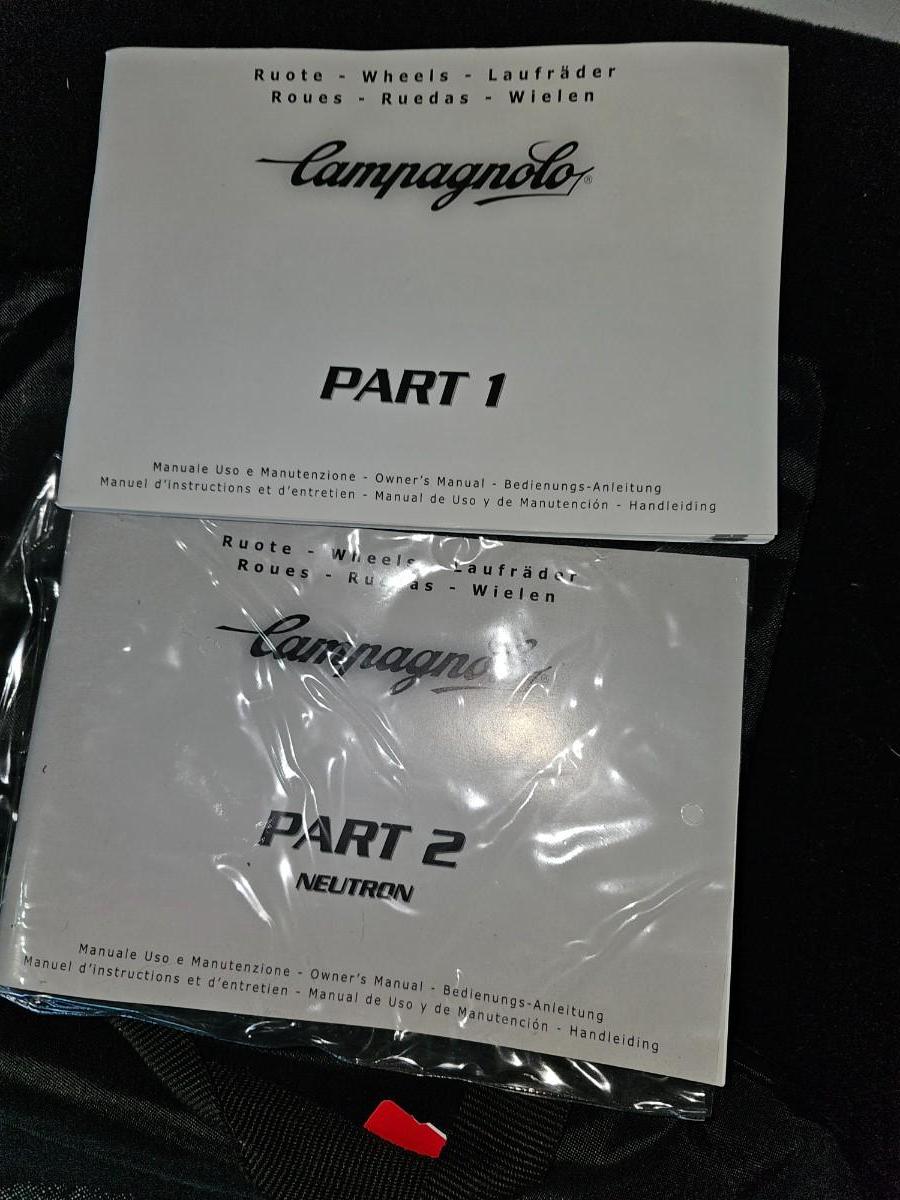 Ruote - Wheels - Laufräder
Roues - Ruedas - Wielen
Campagnolo®
PART 1
Manuale Uso e Manutenzione - Owner's Manual - Bedienungs-Anleitung
Manuel d'instructions et d'entretien - Manual de Uso y de Manutención - Handleiding
Ruote - Wheels - Laufräder
Roues - Ruedas - Wielen
Campagnolo®
PART 2
NEUTRON
Manuale Uso e Manutenzione - Owner's Manual - Bedienungs-Anleitung
Manuel d'instructions et d'entretien - Manual de Uso y de Manutención - Handleiding